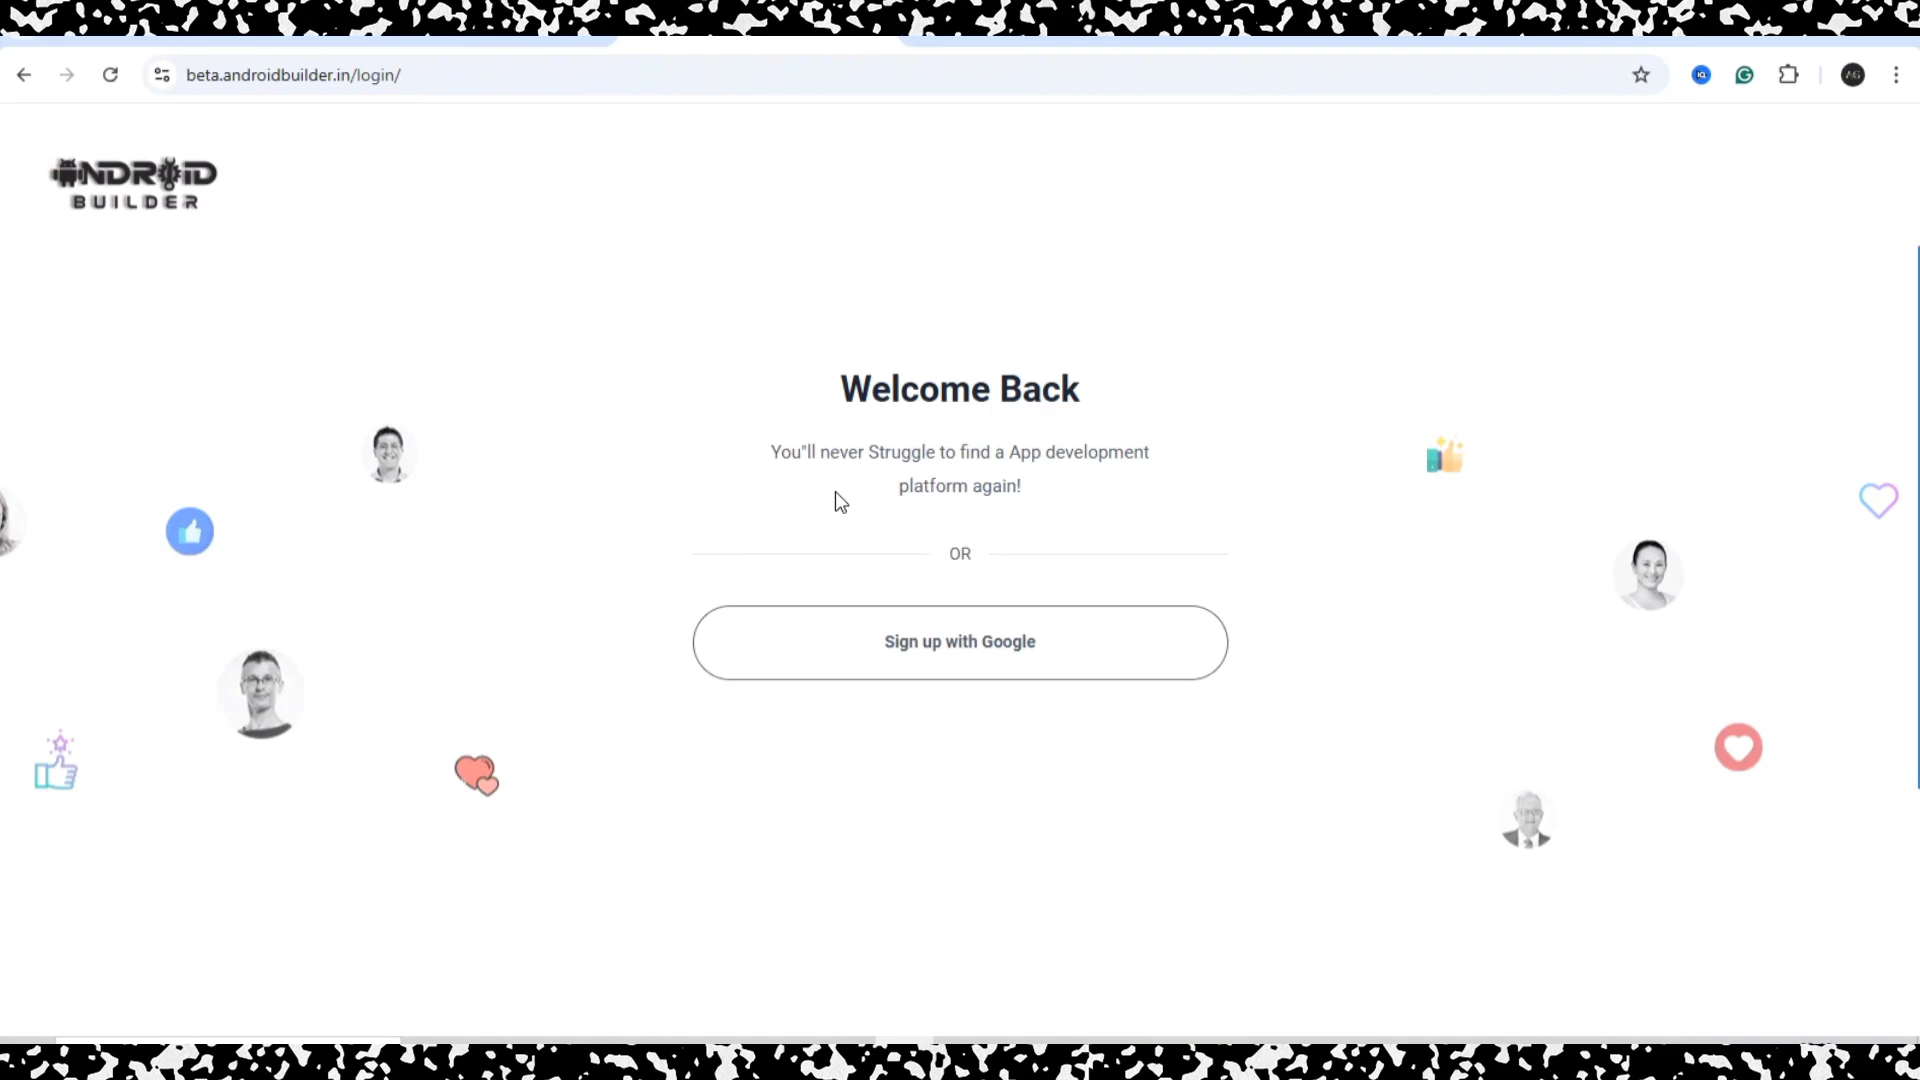 beta.androidbuilder.in/login/
AG
ANDROID
BUILDER
Welcome Back
You"ll never Struggle to find a App development
platform again!
OR
Sign up with Google